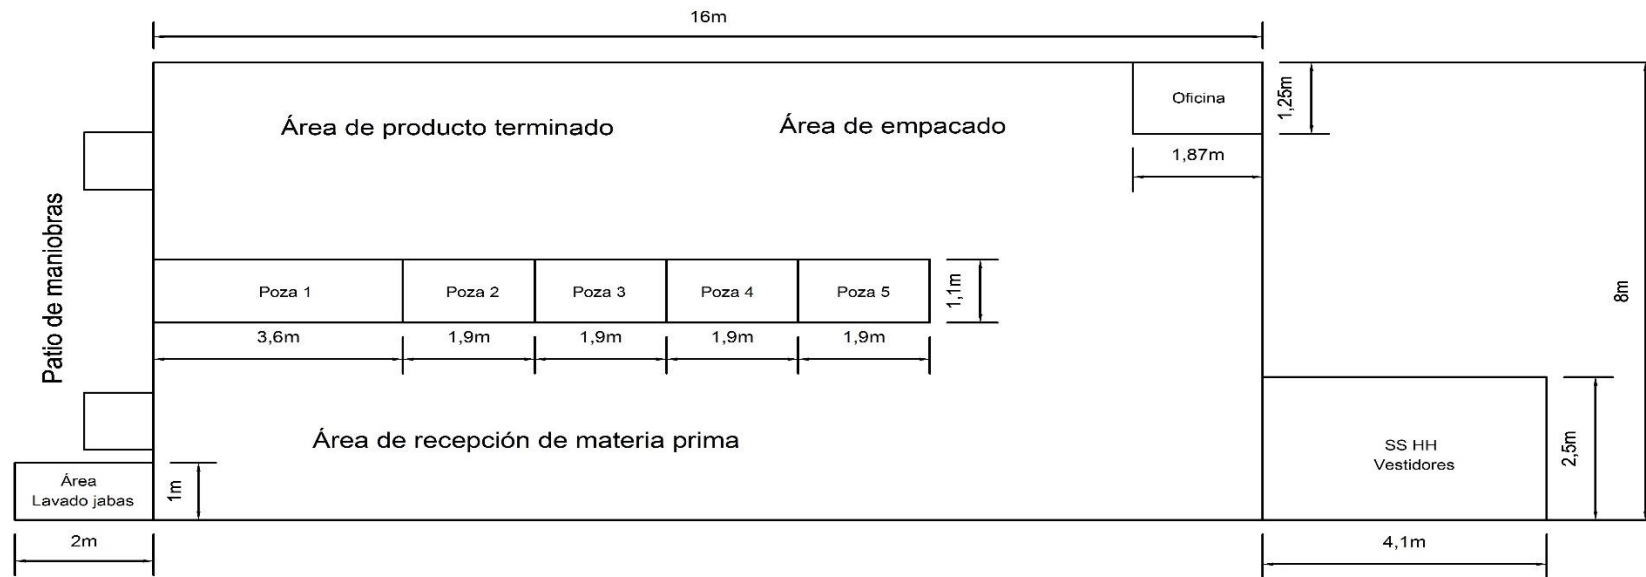 16m
Oficina
1,25m
Área de producto terminado
Área de empacado
1,87m
Patio de maniobras
Poza 1
Poza 2
Poza 3
Poza 4
Poza 5
1,1m
8m
3,6m
1,9m
1,9m
1,9m
1,9m
Área de recepción de materia prima
SS HH
Vestidores
2,5m
Área
Lavado jabas
1m
2m
4,1m